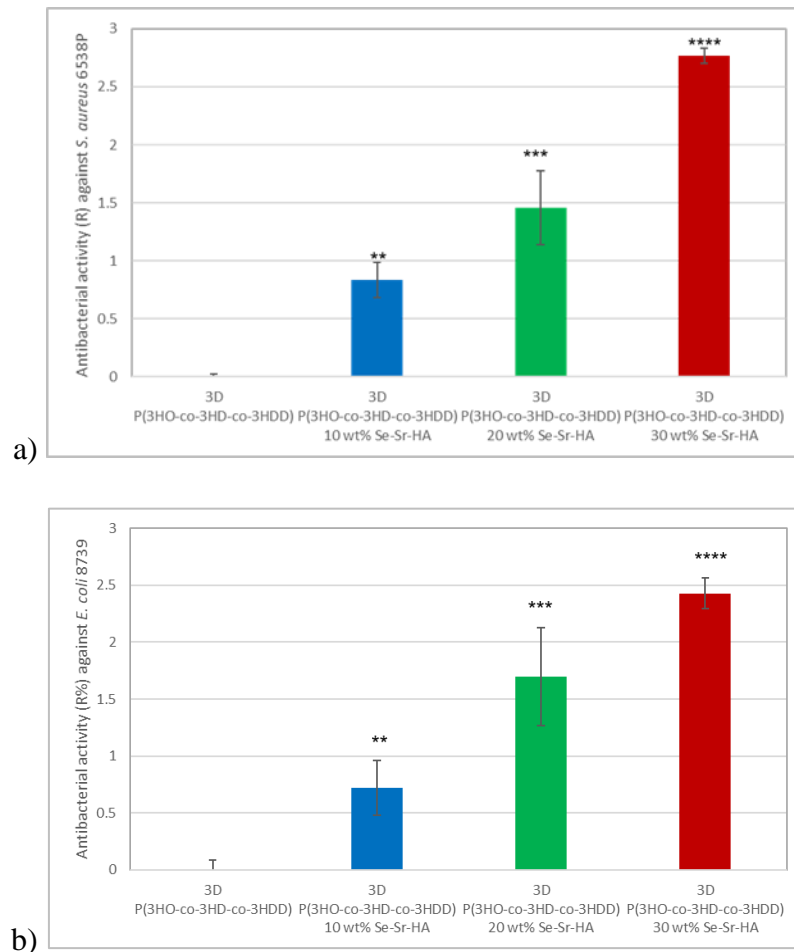 Antibacterial activity (R) against S. aureus 6538P
3
2.5
2
1.5
1
0.5
0
**
***
****
3D
P(3HO-co-3HD-co-3HDD)
3D
P(3HO-co-3HD-co-3HDD)
10 wt% Se-Sr-HA
3D
P(3HO-co-3HD-co-3HDD)
20 wt% Se-Sr-HA
3D
P(3HO-co-3HD-co-3HDD)
30 wt% Se-Sr-HA
a)
Antibacterial activity (R%) against E. coli 8739
3
2.5
2
1.5
1
0.5
0
**
***
****
3D
P(3HO-co-3HD-co-3HDD)
3D
P(3HO-co-3HD-co-3HDD)
10 wt% Se-Sr-HA
3D
P(3HO-co-3HD-co-3HDD)
20 wt% Se-Sr-HA
3D
P(3HO-co-3HD-co-3HDD)
30 wt% Se-Sr-HA
b)